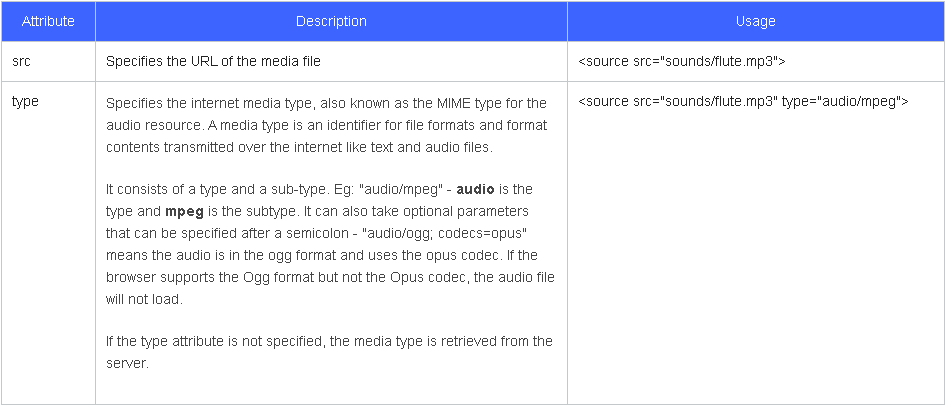 Attribute Description Usage
src Specifies the URL of the media file <source src="sounds/flute.mp3">
type Specifies the internet media type, also known as the MIME type for the <source src="sounds/flute.mp3" type="audio/mpeg">
audio resource. A media type is an identifier for file formats and format
contents transmitted over the internet like text and audio files.
It consists of a type and a sub-type. Eg: "audio/mpeg" - audio is the
type and mpeg is the subtype. It can also take optional parameters
that can be specified after a semicolon - "audio/ogg; codecs=opus"
means the audio is in the ogg format and uses the opus codec. If the
browser supports the Ogg format but not the Opus codec, the audio file
will not load.
If the type attribute is not specified, the media type is retrieved from the
server.